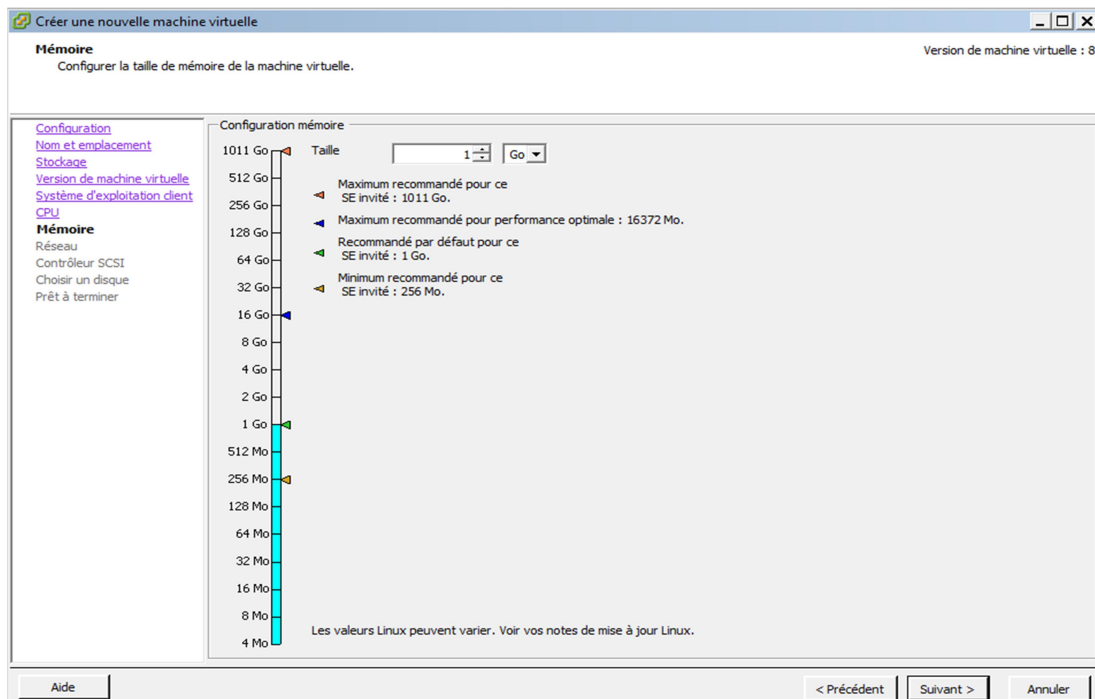 Créer une nouvelle machine virtuelle
Mémoire
Configurer la taille de mémoire de la machine virtuelle.
Version de machine virtuelle : 8
Configuration
Nom et emplacement
Stockage
Version de machine virtuelle
Système d'exploitation client
CPU
Mémoire
Réseau
Contrôleur SCSI
Choisir un disque
Prêt à terminer
Configuration mémoire
1011 Go
512 Go
256 Go
128 Go
64 Go
32 Go
16 Go
8 Go
4 Go
2 Go
1 Go
512 Mo
256 Mo
128 Mo
64 Mo
32 Mo
16 Mo
8 Mo
4 Mo
Taille 1 Go
Maximum recommandé pour ce
SE invité : 1011 Go.
Maximum recommandé pour performance optimale : 16372 Mo.
Recommandé par défaut pour ce
SE invité : 1 Go.
Minimum recommandé pour ce
SE invité : 256 Mo.
Les valeurs Linux peuvent varier. Voir vos notes de mise à jour Linux.
Aide
< Précédent
Suivant >
Annuler